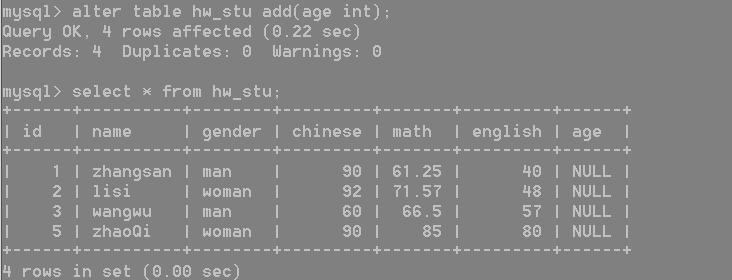 mysql> alter table hw_stu add(age int);
Query OK, 4 rows affected (0.22 sec)
Records: 4  Duplicates: 0  Warnings: 0
mysql> select * from hw_stu;
+------+----------+--------+---------+-------+---------+------+
| id   | name     | gender | chinese | math  | english | age  |
+------+----------+--------+---------+-------+---------+------+
|    1 | zhangsan | man    |      90 | 61.25 |      40 | NULL |
|    2 | lisi     | woman  |      92 | 71.57 |      48 | NULL |
|    3 | wangwu   | man    |      60 |  66.5 |      57 | NULL |
|    5 | zhaoQi   | woman  |      90 |    85 |      80 | NULL |
+------+----------+--------+---------+-------+---------+------+
4 rows in set (0.00 sec)